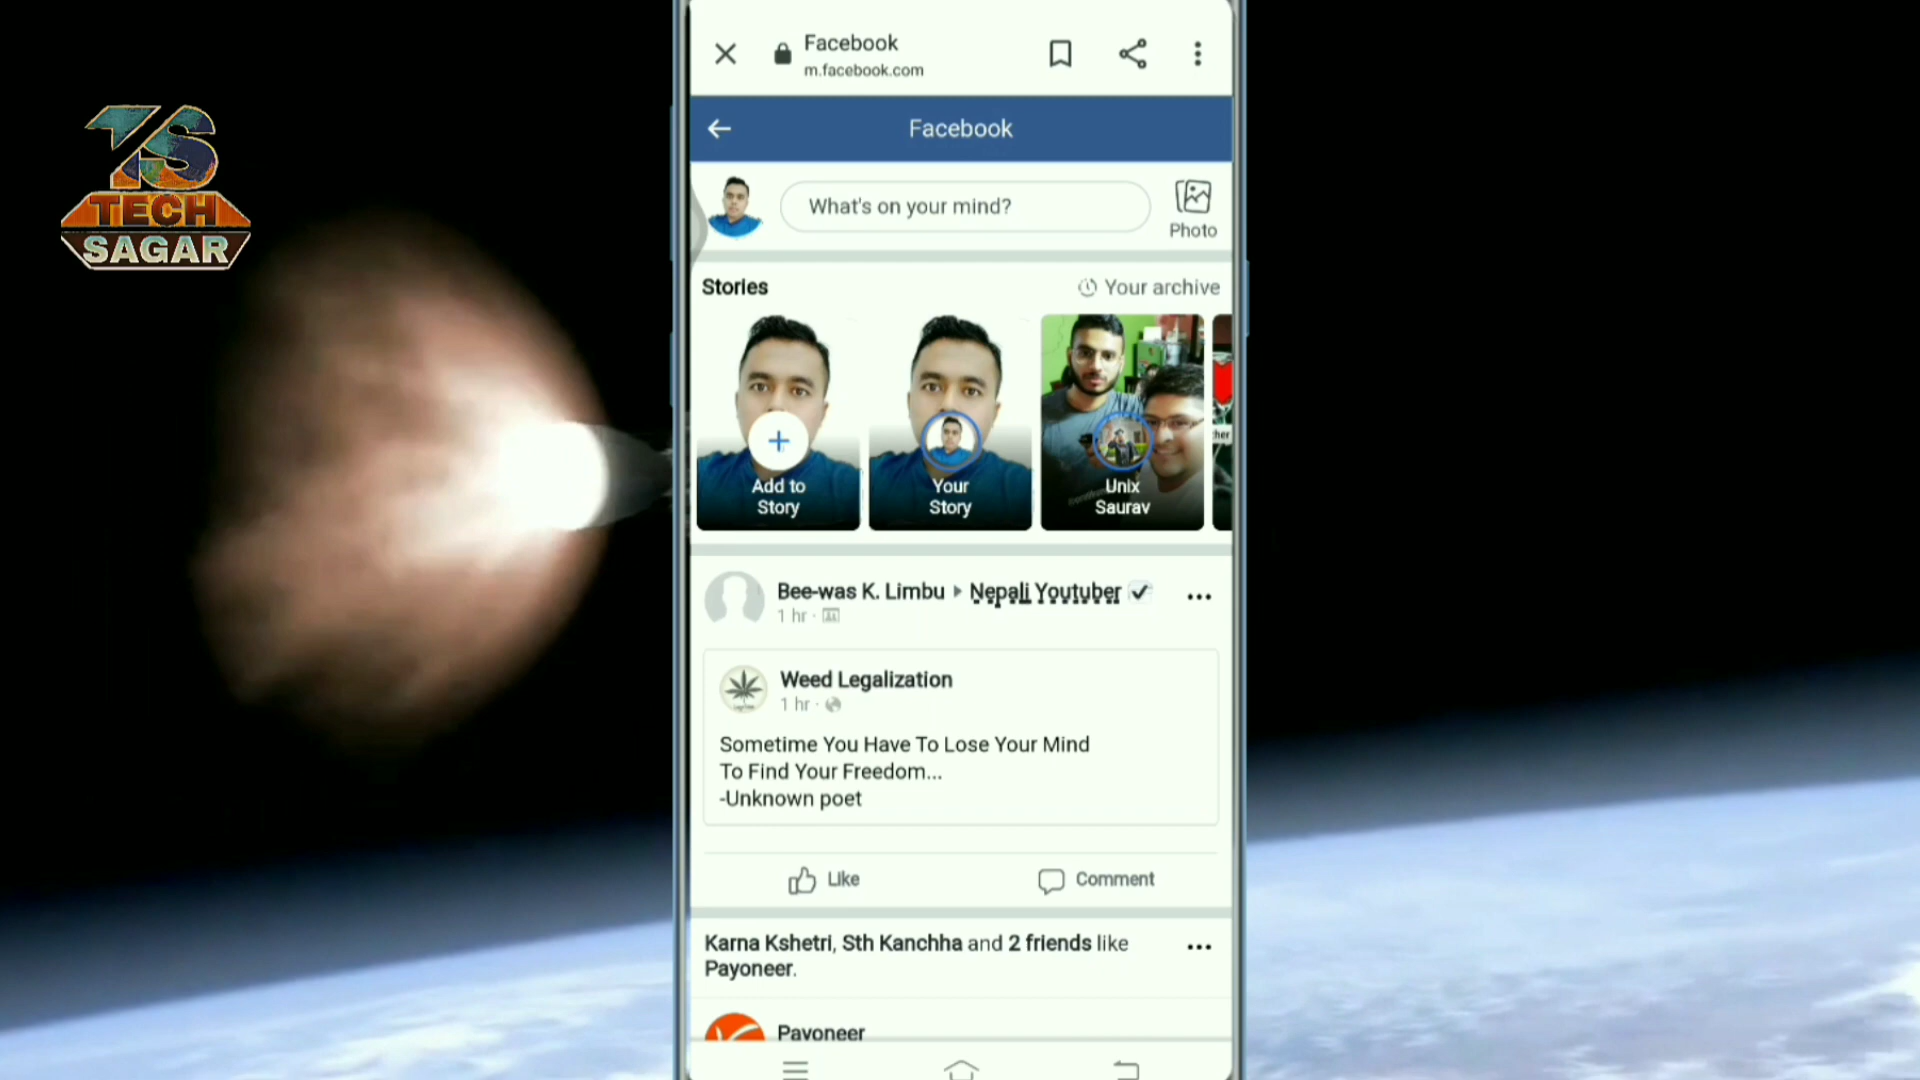 TS
TECH
SAGAR
Facebook
m.facebook.com
Facebook
What's on your mind?
Photo
Stories
Your archive
Add to
Story
Your
Story
Unix
Saurav
her
Bee-was K. Limbu ▸ Nepali Youtuber
1 hr ·
Weed Legalization
1 hr ·
Sometime You Have To Lose Your Mind
To Find Your Freedom...
-Unknown poet
Like
Comment
Karna Kshetri, Sth Kanchha and 2 friends like
Payoneer.
Payoneer